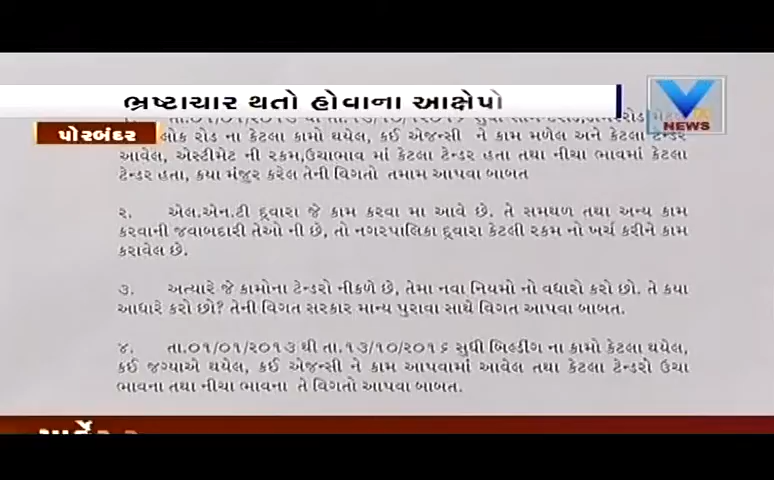 ભ્રષ્ટાચાર થતો હોવાના આક્ષેપો
NEWS
પોરબંદર
લોક રોડ ના કેટલા કામો થયેલ, કઈ એજન્સી ને કામ મળેલ અને કેટલા ટેન્ડર
આવેલ, એસ્ટીમેટ ની રકમ,ઉચાભાવ માં કેટલા ટેન્ડર હતા તથા નીચા ભાવમાં કેટલા
ટેન્ડર હતા, કયા મંજુર કરેલ તેની વિગતો તમામ આપવા બાબત
૨. એલ.એન.ટી દ્વારા જે કામ કરવા મા આવે છે. તે સમથળ તથા અન્ય કામ
કરવાની જવાબદારી તેઓ ની છે, તો નગરપાલિકા દ્વારા કેટલી રકમ નો ખર્ચ કરીને કામ
કરાવેલ છે.
૩. અત્યારે જે કામોના ટેન્ડરો નીકળે છે, તેમા નવા નિયમો નો વધારો કરો છો. તે કયા
આધારે કરો છો? તેની વિગત સરકાર માન્ય પુરાવા સાથે વિગત આપવા બાબત.
૪. તા.૦૧/૦૧/૨૦૧૩ થી તા.૧૩/૧૦/૨૦૧૬ સુધી બિલ્ડીંગ ના કામો કેટલા થયેલ,
કઈ જગ્યાએ થયેલ, કઈ એજન્સી ને કામ આપવામાં આવેલ તથા કેટલા ટેન્ડરો ઉચા
ભાવના તથા નીચા ભાવના તે વિગતો આપવા બાબત.